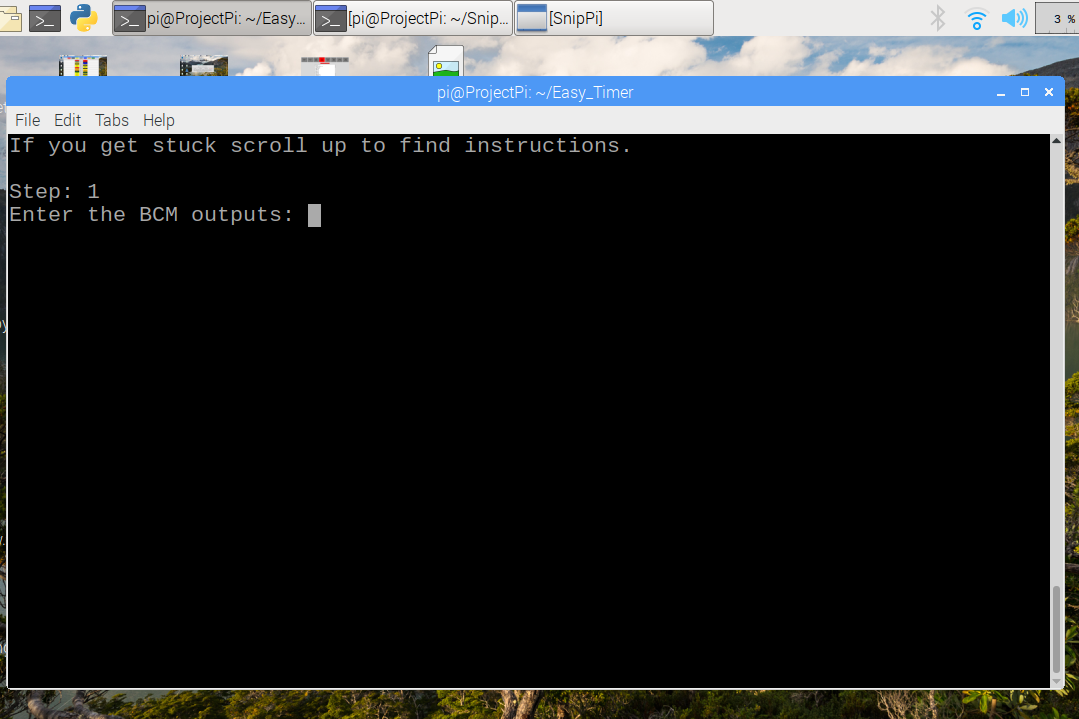 pi@ProjectPi: ~/Easy... [pi@ProjectPi: ~/Snip... [SnipPi] 3 %
pi@ProjectPi: ~/Easy_Timer
File Edit Tabs Help
If you get stuck scroll up to find instructions.
Step: 1
Enter the BCM outputs: